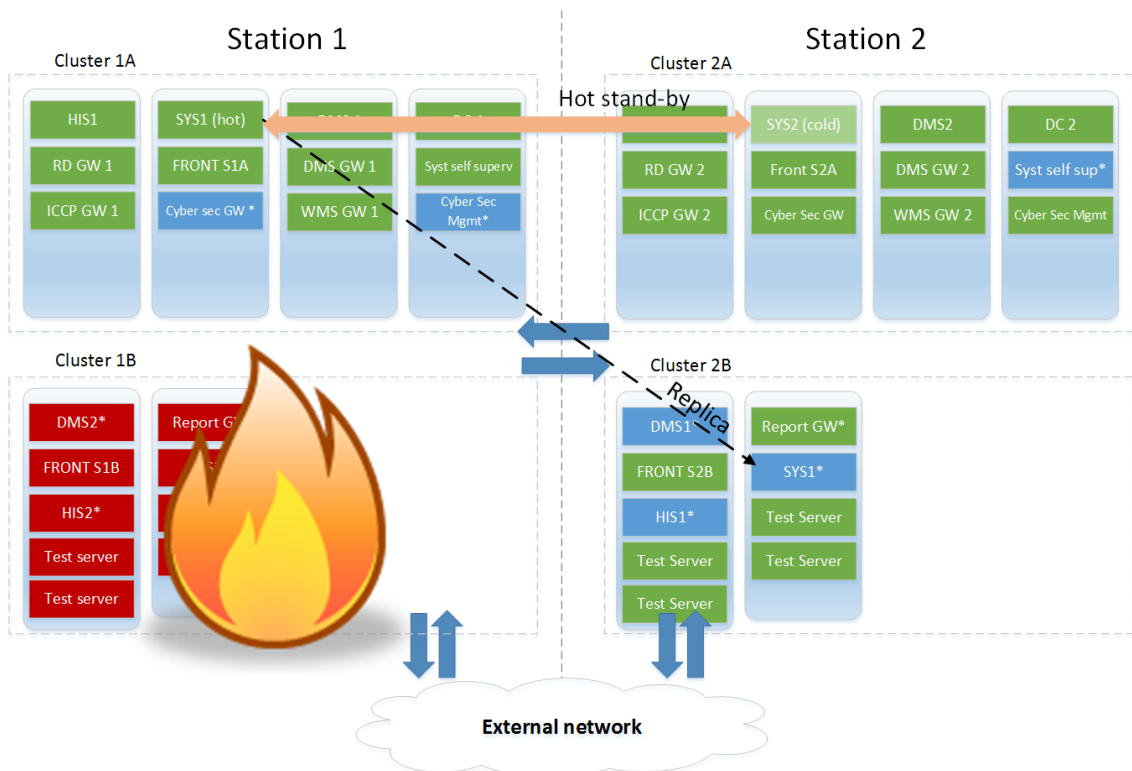 Station 1
Station 2
Cluster 1A
Cluster 2A
Hot stand-by
HIS1
SYS1 (hot)
SYS2 (cold)
DMS2
DC 2
RD GW 1
FRONT S1A
DMS GW 1
Syst self superv
RD GW 2
Front S2A
DMS GW 2
Syst self sup*
ICCP GW 1
Cyber sec GW *
WMS GW 1
Cyber Sec
Mgmt*
ICCP GW 2
Cyber Sec GW
WMS GW 2
Cyber Sec Mgmt
Cluster 1B
Cluster 2B
Replica
DMS2*
Report GW
DMS1*
Report GW*
FRONT S1B
FRONT S2B
SYS1*
HIS2*
HIS1*
Test Server
Test server
Test Server
Test Server
Test server
Test Server
External network